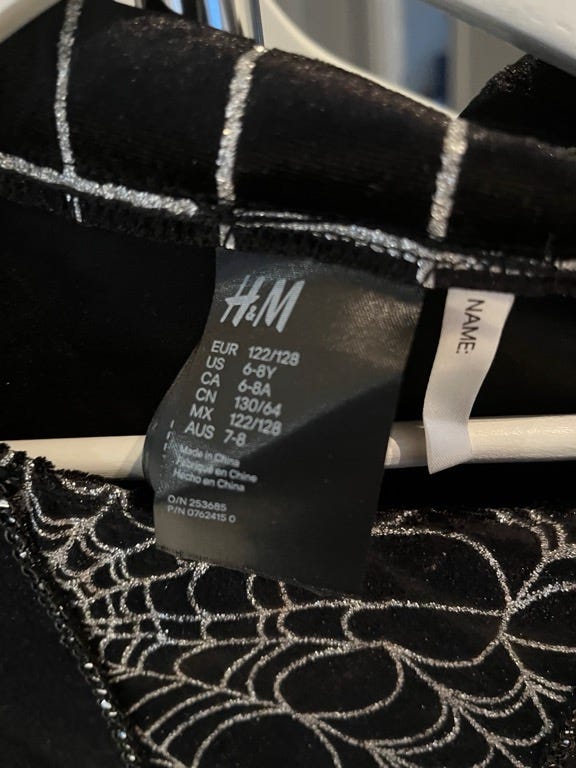 H&M
EUR 122/128
US 6-8Y
CA 6-8A
CN 130/64
MX 122/128
AUS 7-8
Made in China
Fabriqué en Chine
Hecho en China
O/N 253685
P/N 0762415 0
NAME: